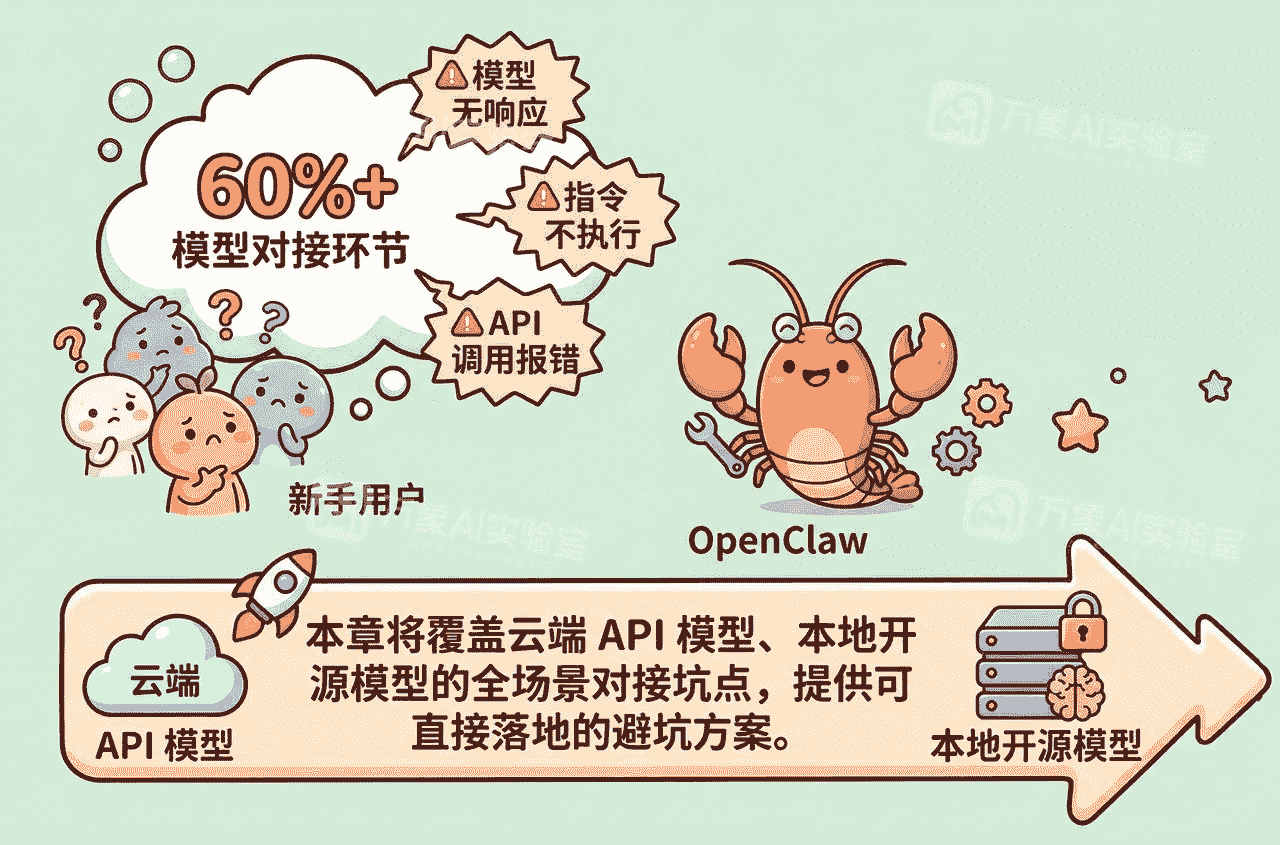 60%+
模型对接环节
模型
无响应
指令
不执行
API
调用报错
新手用户
OpenClaw
云端
API 模型
本章将覆盖云端 API 模型、本地开
源模型的全场景对接坑点，提供可
直接落地的避坑方案。
本地开源模型
万象AI实验室
万象AI实验室
万象AI实验室